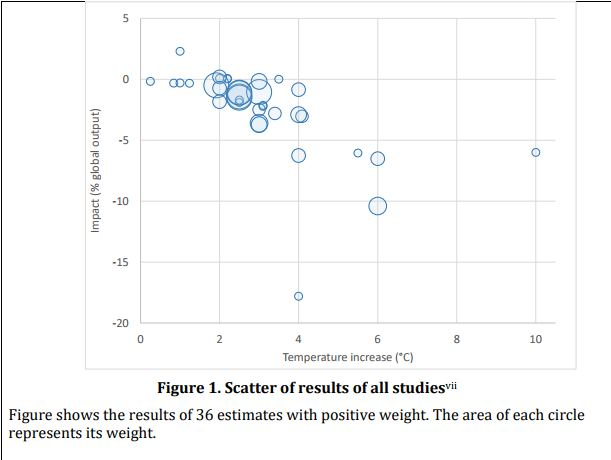 5
0
-5
-10
-15
-20
Impact (% global output)
0 2 4 6 8 10
Temperature increase (°C)
Figure 1. Scatter of results of all studiesvii
Figure shows the results of 36 estimates with positive weight. The area of each circle
represents its weight.